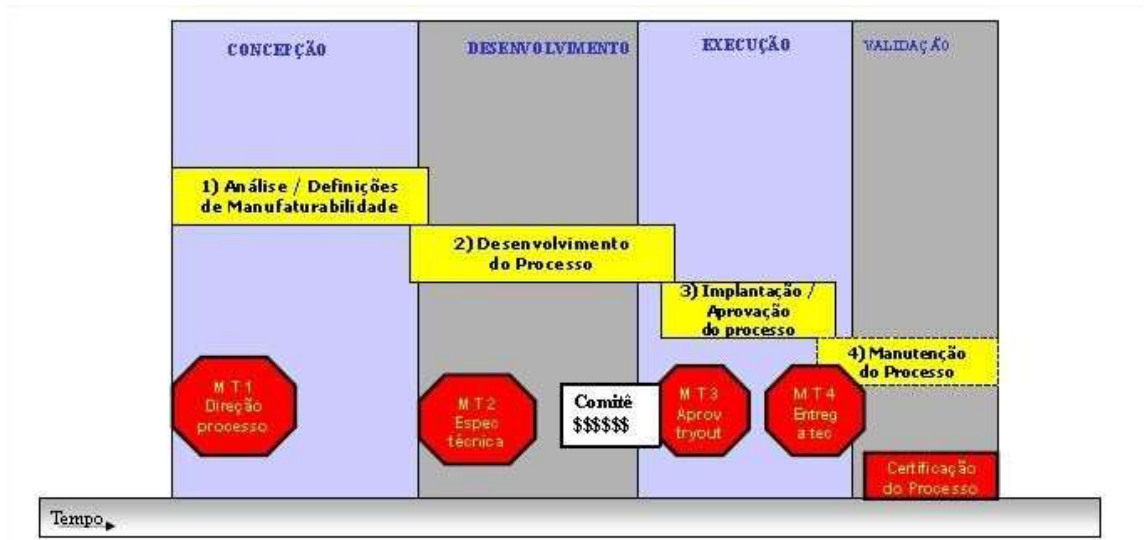 CONCEPÇÃO
DESENVOLVIMENTO
EXECUÇÃO
VALIDAÇÃO
1) Análise / Definições
de Manufaturabilidade
2) Desenvolvimento
do Processo
3) Implantação /
Aprovação
do processo
4) Manutenção
do Processo
M T 1
Direção
processo
M T 2
Espec
técnica
Comitê
$$$$$$
M T 3
Aprov
tryout
M T 4
Entreg
a tec
Certificação
do Processo
Tempo